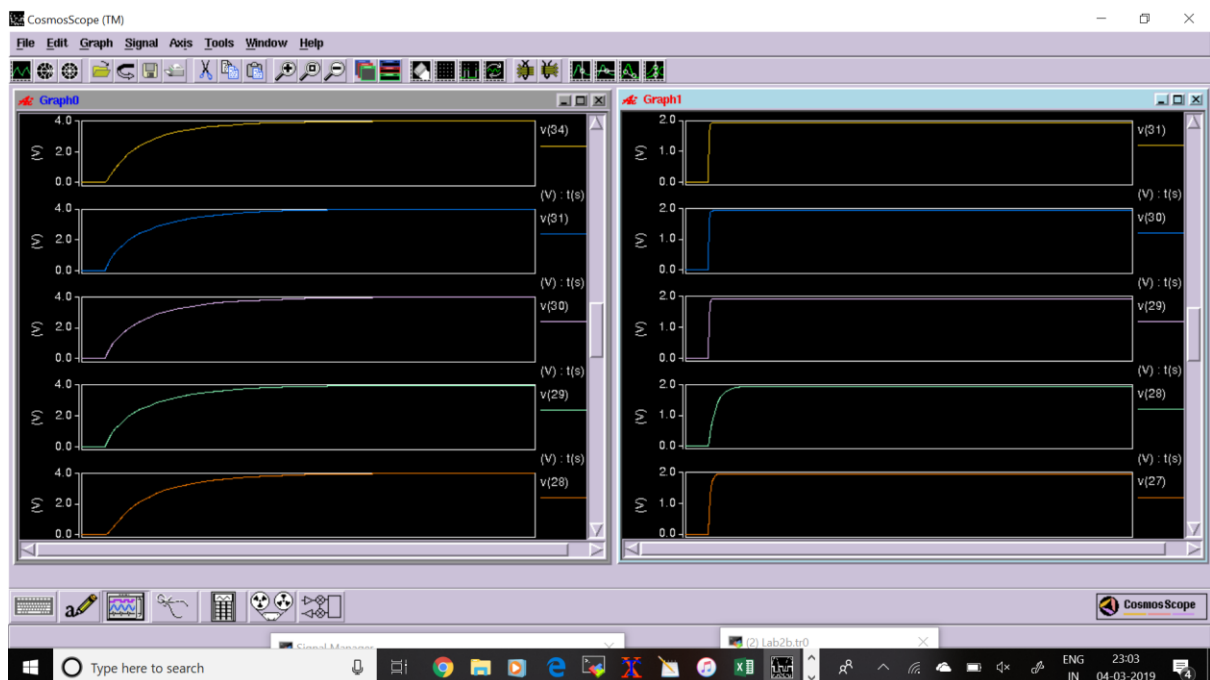 CosmosScope (TM)
File Edit Graph Signal Axis Tools Window Help
Graph0
4.0
2.0
0.0
(V)
v(34)
(V) : t(s)
4.0
2.0
0.0
(V)
v(31)
(V) : t(s)
4.0
2.0
0.0
(V)
v(30)
(V) : t(s)
4.0
2.0
0.0
(V)
v(29)
(V) : t(s)
4.0
2.0
0.0
(V)
v(28)
Graph1
2.0
1.0
0.0
(V)
v(31)
(V) : t(s)
2.0
1.0
0.0
(V)
v(30)
(V) : t(s)
2.0
1.0
0.0
(V)
v(29)
(V) : t(s)
2.0
1.0
0.0
(V)
v(28)
(V) : t(s)
2.0
1.0
0.0
(V)
v(27)
a
CosmosScope
Signal Manager
(2) Lab2b.tr0
Type here to search
ENG
IN
23:03
04-03-2019
4